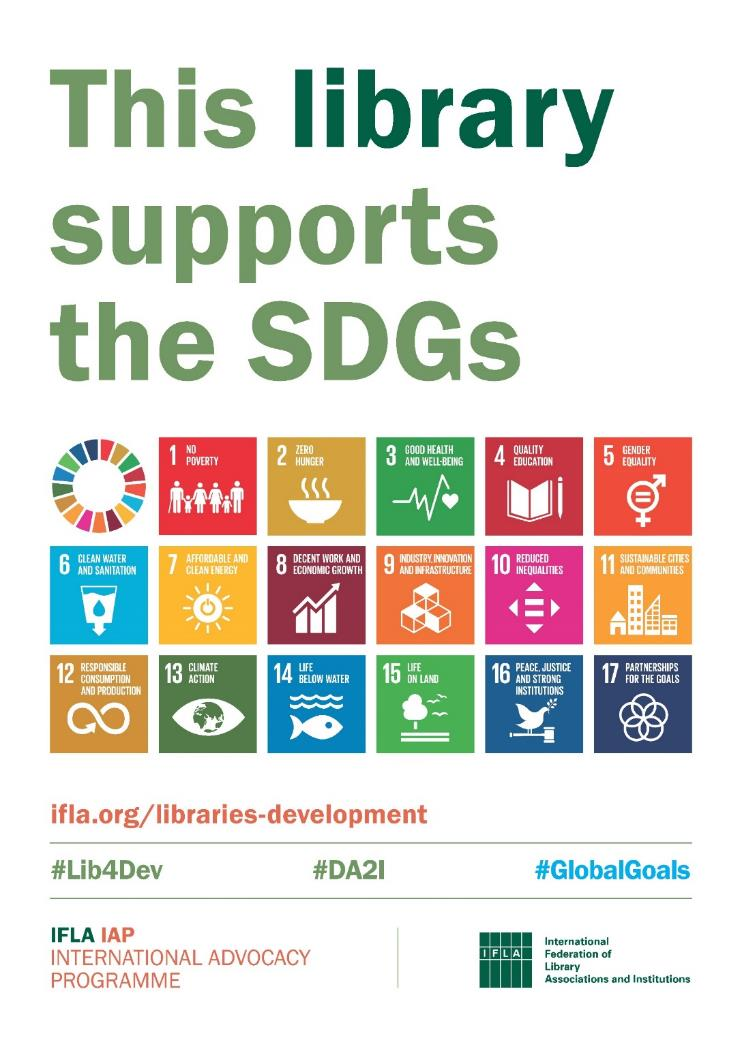 This library
supports
the SDGs
1 NO
POVERTY
2 ZERO
HUNGER
3 GOOD HEALTH
AND WELL-BEING
4 QUALITY
EDUCATION
5 GENDER
EQUALITY
6 CLEAN WATER
AND SANITATION
7 AFFORDABLE AND
CLEAN ENERGY
8 DECENT WORK AND
ECONOMIC GROWTH
9 INDUSTRY, INNOVATION
AND INFRASTRUCTURE
10 REDUCED
INEQUALITIES
11 SUSTAINABLE CITIES
AND COMMUNITIES
12 RESPONSIBLE
CONSUMPTION
AND PRODUCTION
13 CLIMATE
ACTION
14 LIFE
BELOW WATER
15 LIFE
ON LAND
16 PEACE, JUSTICE
AND STRONG
INSTITUTIONS
17 PARTNERSHIPS
FOR THE GOALS
ifla.org/libraries-development
#Lib4Dev #DA2I #GlobalGoals
IFLA IAP
INTERNATIONAL ADVOCACY
PROGRAMME
IFLA
International
Federation of
Library
Associations and Institutions